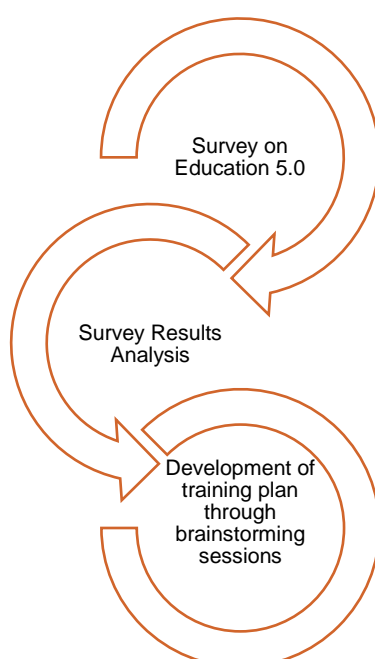 Survey on
Education 5.0
Survey Results
Analysis
Development of
training plan
through
brainstorming
sessions